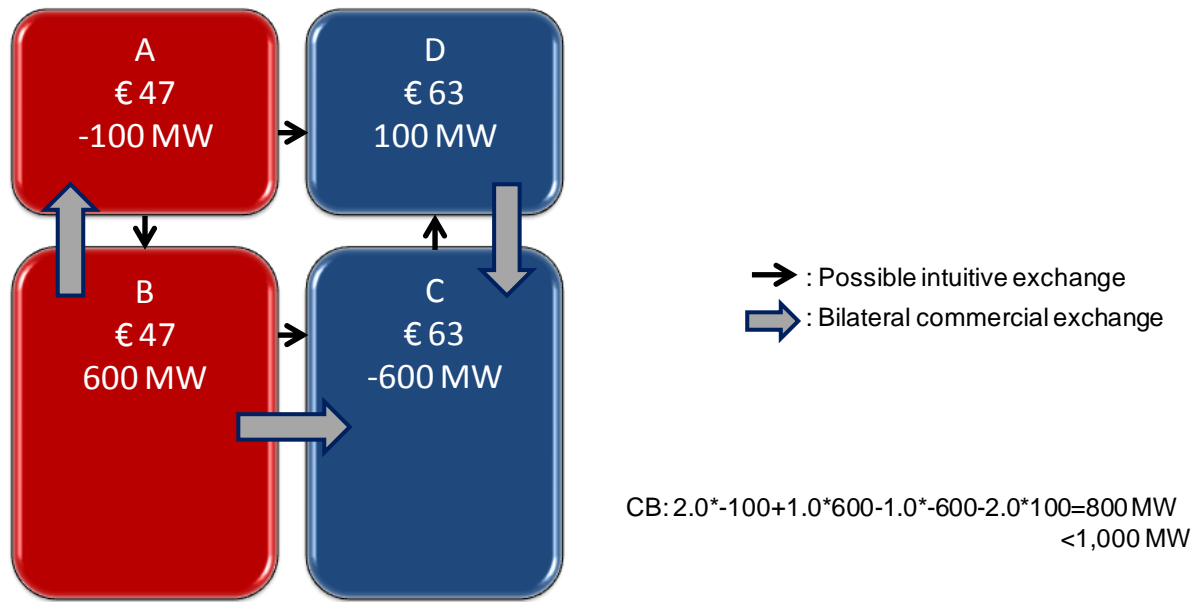 A
€ 47
-100 MW
D
€ 63
100 MW
B
€ 47
600 MW
C
€ 63
-600 MW
: Possible intuitive exchange
: Bilateral commercial exchange
CB: 2.0*-100+1.0*600-1.0*-600-2.0*100=800 MW
<1,000 MW